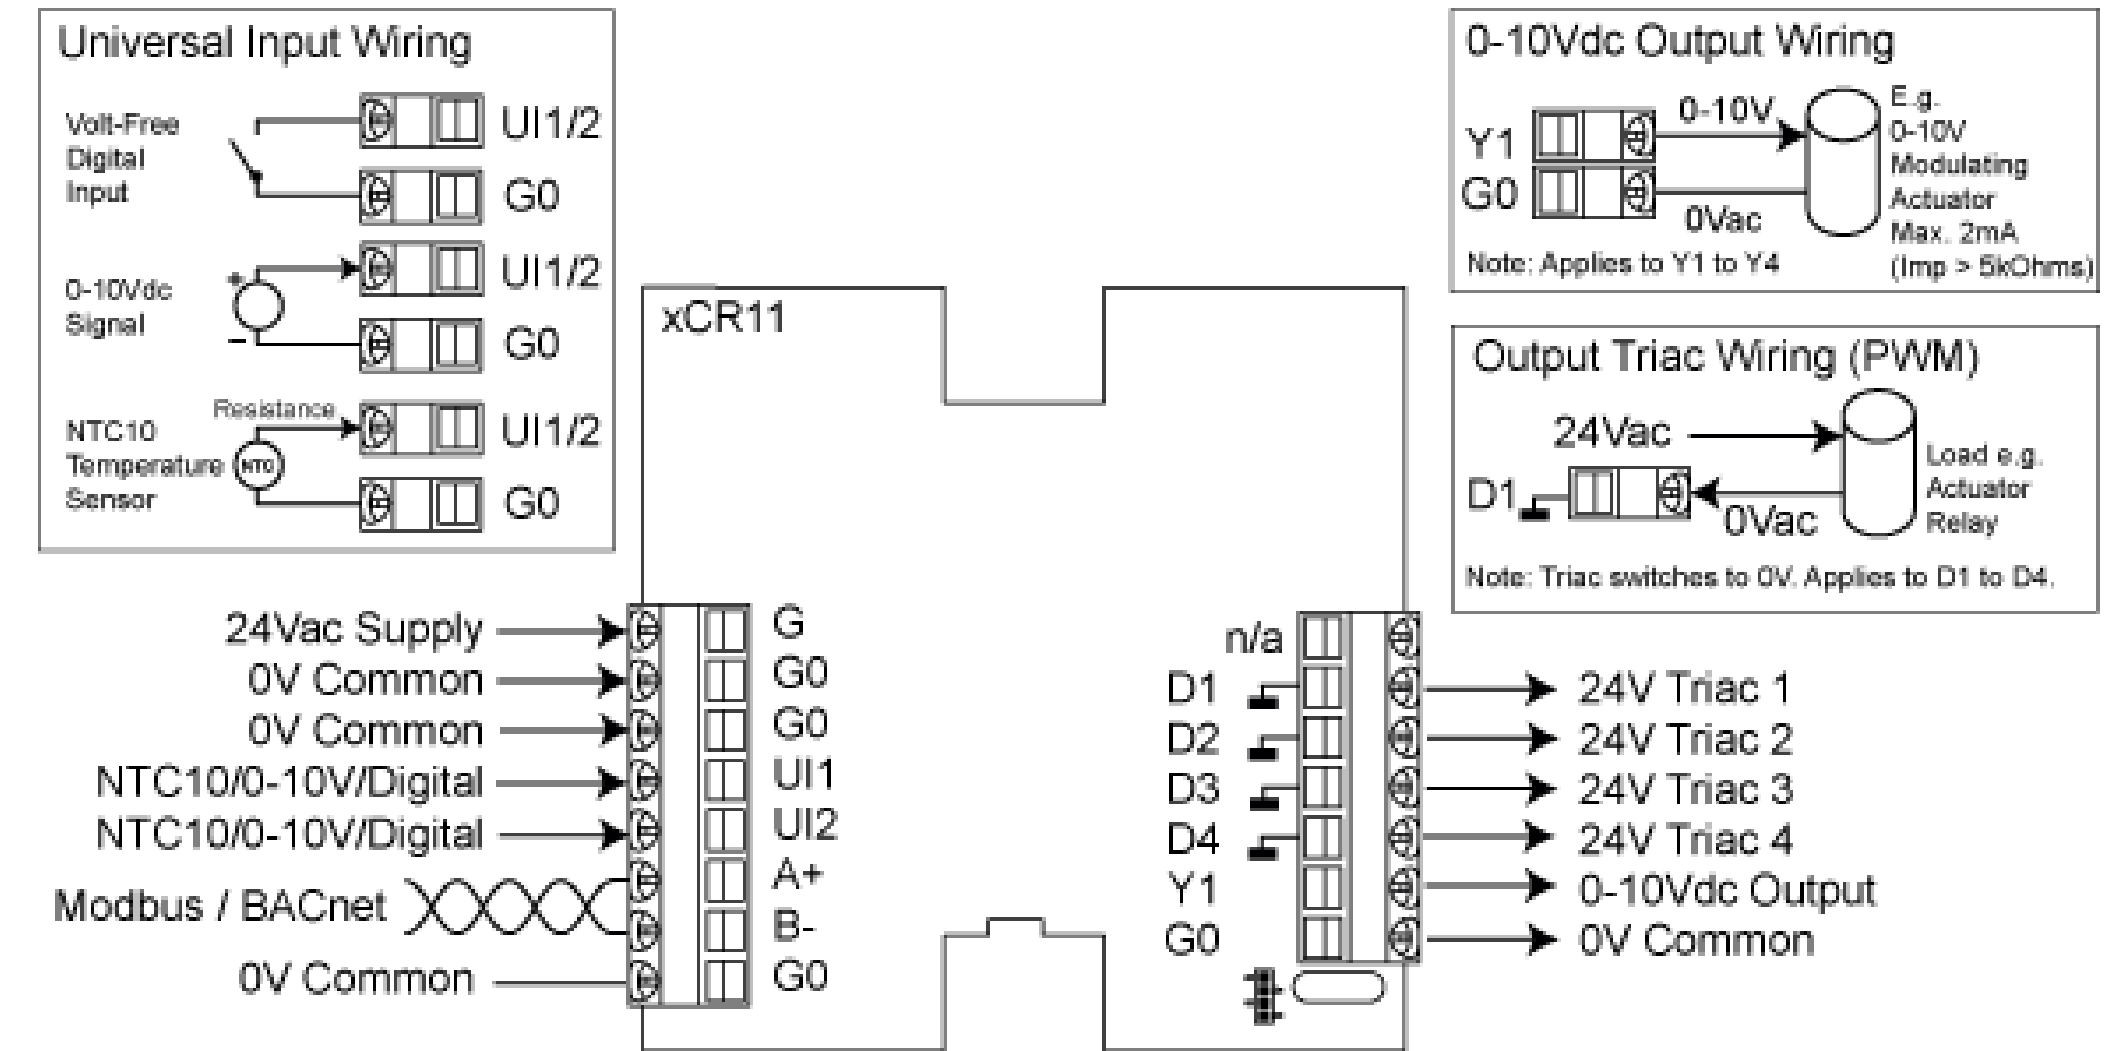 Universal Input Wiring
Volt-Free
Digital
Input
UI1/2
G0
0-10Vdc
Signal
+
-
UI1/2
G0
Resistance
NTC10
Temperature
Sensor
NTC
UI1/2
G0
0-10Vdc Output Wiring
Y1
G0
0-10V
0Vac
E.g.
0-10V
Modulating
Actuator
Max. 2mA
(Imp > 5kOhms)
Note: Applies to Y1 to Y4
Output Triac Wiring (PWM)
24Vac
D1
0Vac
Load e.g.
Actuator
Relay
Note: Triac switches to 0V. Applies to D1 to D4.
xCR11
24Vac Supply G
0V Common G0
0V Common G0
NTC10/0-10V/Digital UI1
NTC10/0-10V/Digital UI2
Modbus / BACnet
A+
B-
0V Common G0
n/a
D1 24V Triac 1
D2 24V Triac 2
D3 24V Triac 3
D4 24V Triac 4
Y1 0-10Vdc Output
G0 0V Common